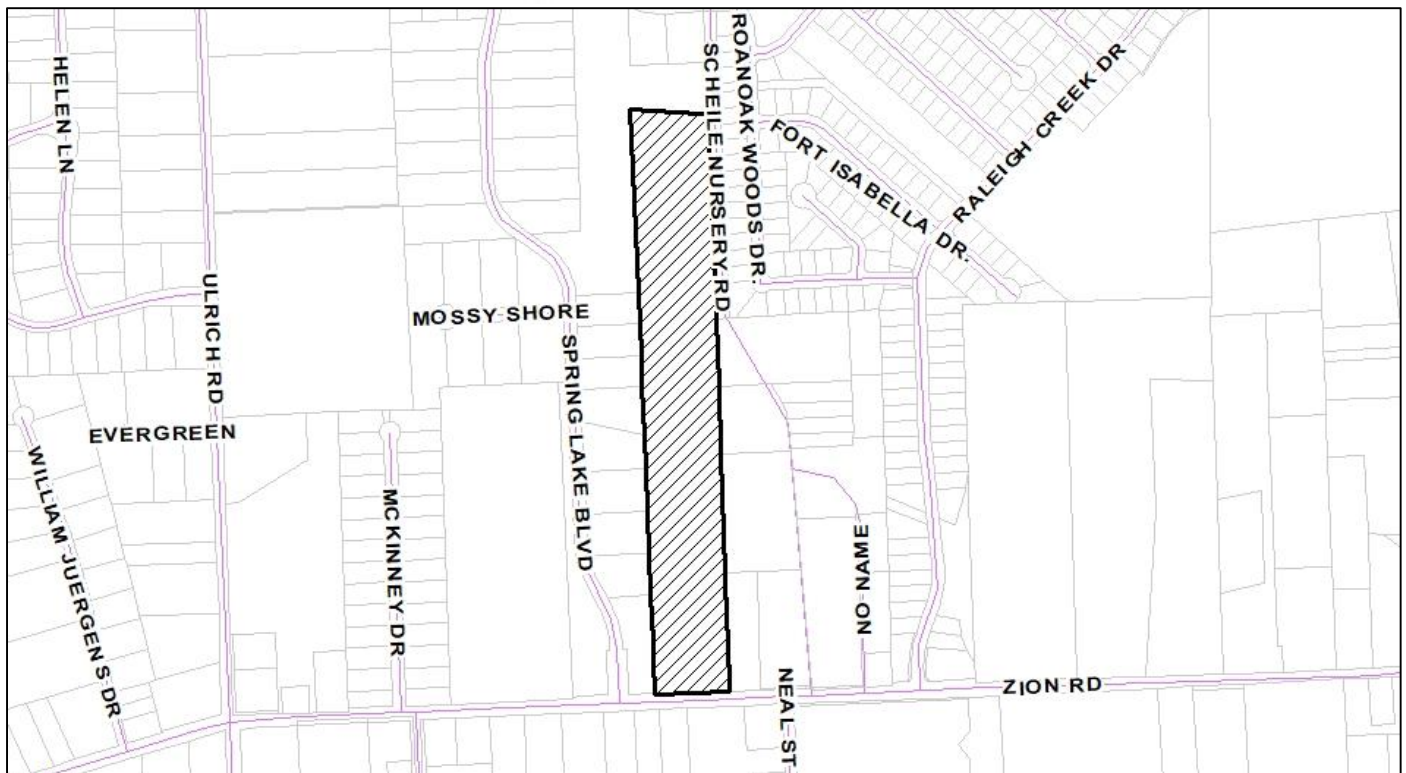 HELEN LN
ULRICH RD
SCHEILE NURSERY RD
ROANOAK WOODS DR.
FORT ISABELLA DR.
RALEIGH CREEK DR
MOSSY SHORE
SPRING LAKE BLVD
EVERGREEN
WILLIAM JUERGENS DR
MCKINNEY DR
NO NAME
NEAL ST
ZION RD